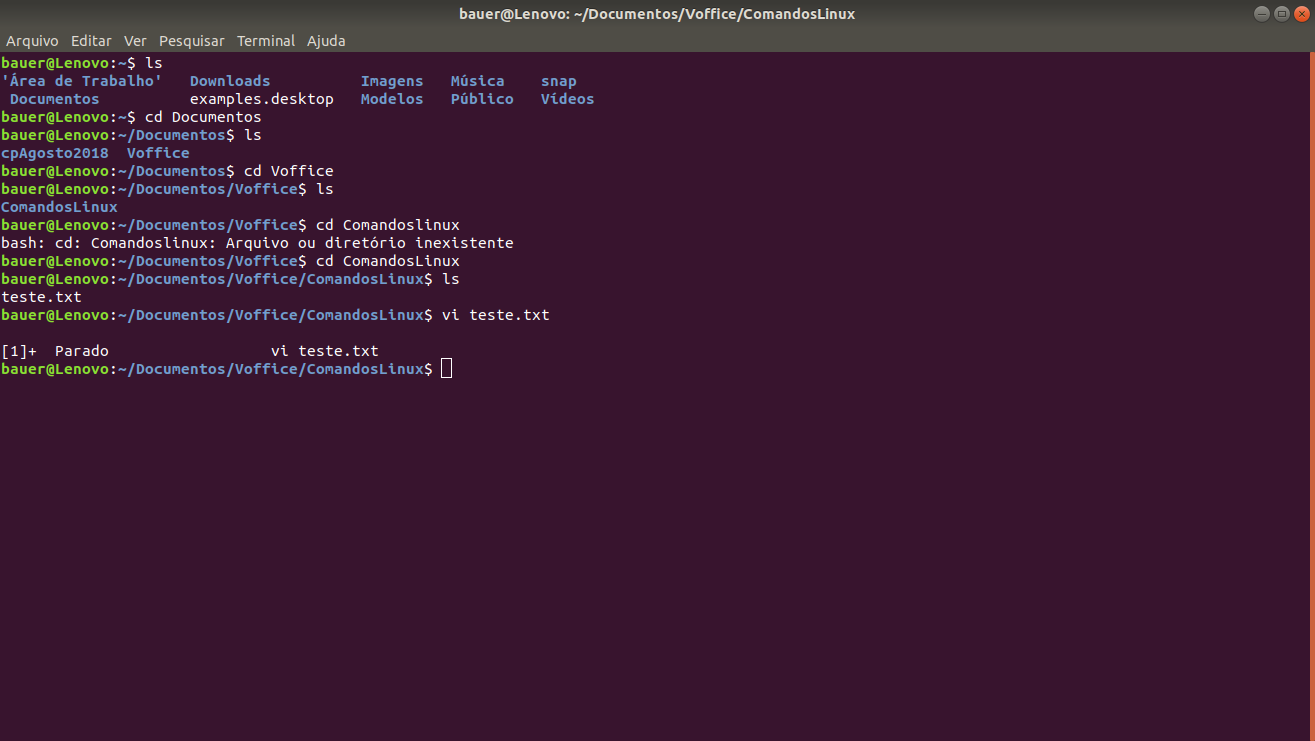 bauer@Lenovo: ~/Documentos/Voffice/ComandosLinux
Arquivo Editar Ver Pesquisar Terminal Ajuda
bauer@Lenovo:~$ ls
'Área de Trabalho'   Downloads          Imagens   Música    snap
 Documentos          examples.desktop   Modelos   Público   Vídeos
bauer@Lenovo:~$ cd Documentos
bauer@Lenovo:~/Documentos$ ls
cpAgosto2018  Voffice
bauer@Lenovo:~/Documentos$ cd Voffice
bauer@Lenovo:~/Documentos/Voffice$ ls
ComandosLinux
bauer@Lenovo:~/Documentos/Voffice$ cd Comandoslinux
bash: cd: Comandoslinux: Arquivo ou diretório inexistente
bauer@Lenovo:~/Documentos/Voffice$ cd ComandosLinux
bauer@Lenovo:~/Documentos/Voffice/ComandosLinux$ ls
teste.txt
bauer@Lenovo:~/Documentos/Voffice/ComandosLinux$ vi teste.txt
[1]+  Parado                  vi teste.txt
bauer@Lenovo:~/Documentos/Voffice/ComandosLinux$